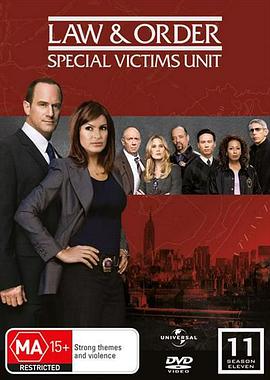 LAW & ORDER
SPECIAL VICTIMS UNIT
MA 15+
RESTRICTED
Strong themes
and violence
UNIVERSAL
DVD
VIDEO
11
SEASON
ELEVEN